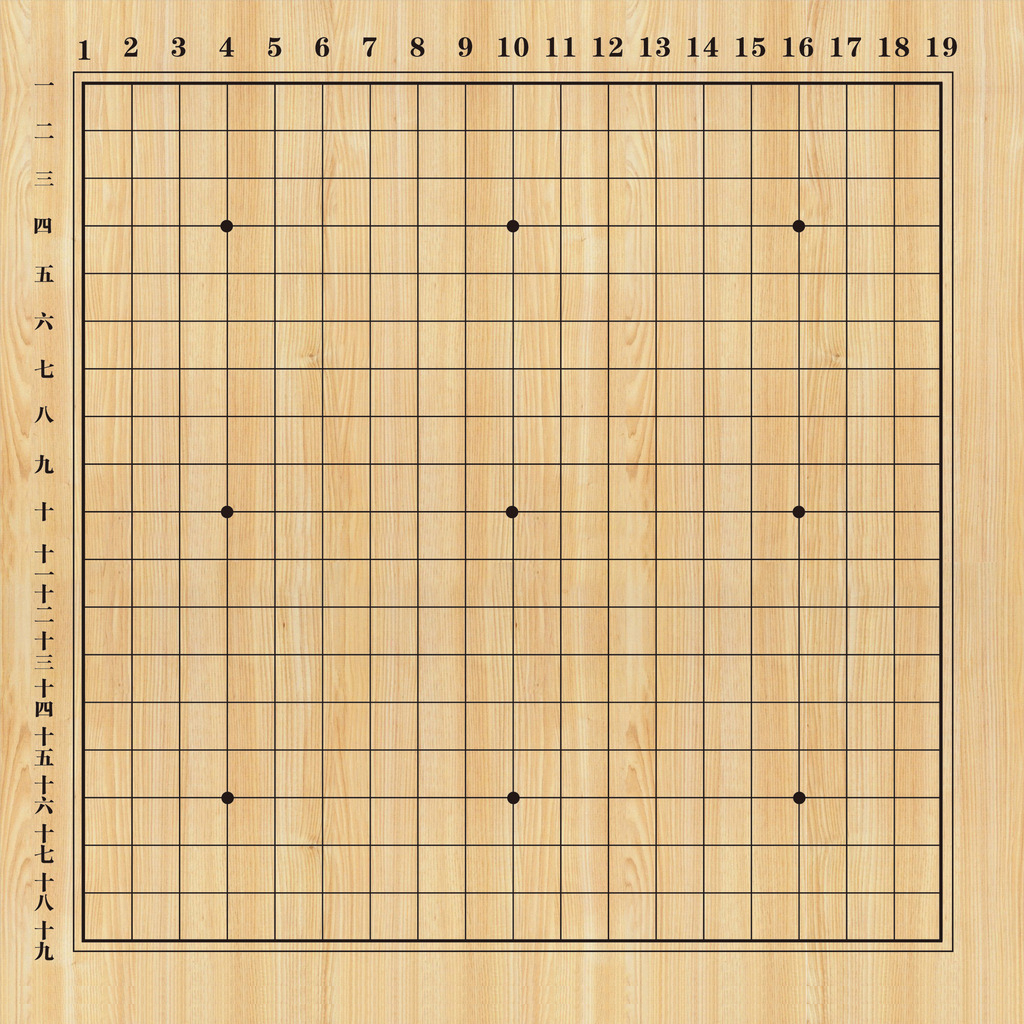 1 2 3 4 5 6 7 8 9 10 11 12 13 14 15 16 17 18 19
一
二
三
四
五
六
七
八
九
十
十一
十二
十三
十四
十五
十六
十七
十八
十九